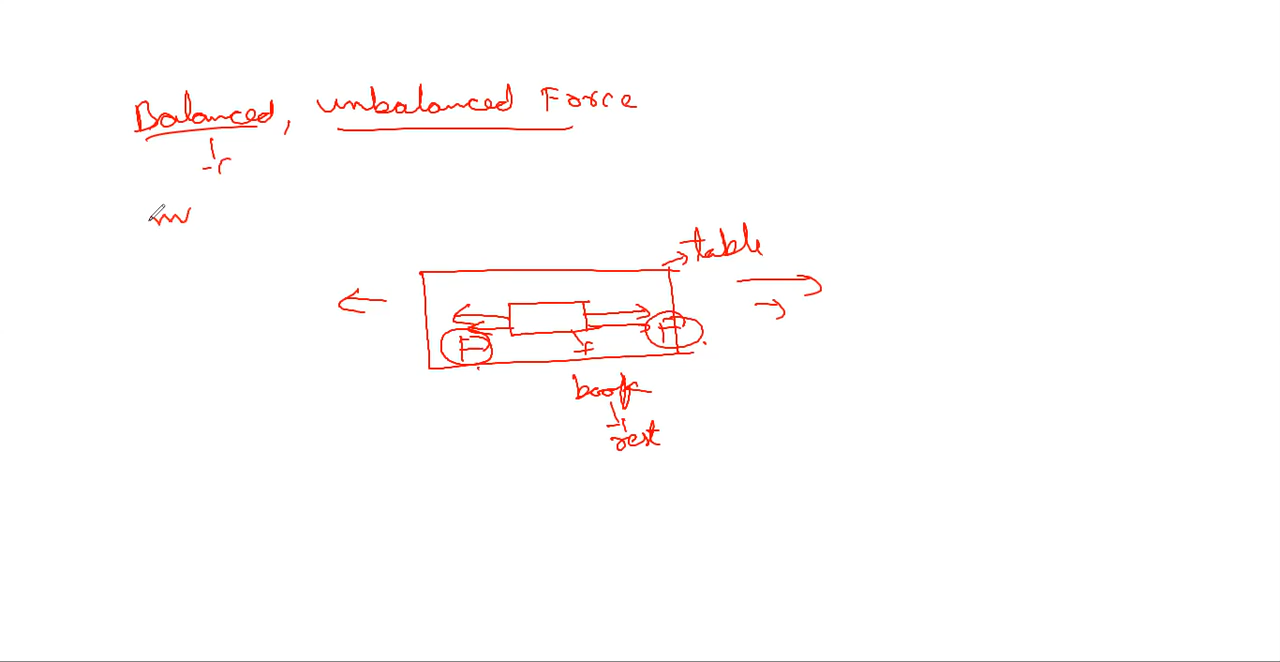 Balanced, unbalanced Force
table
F F
book
rest